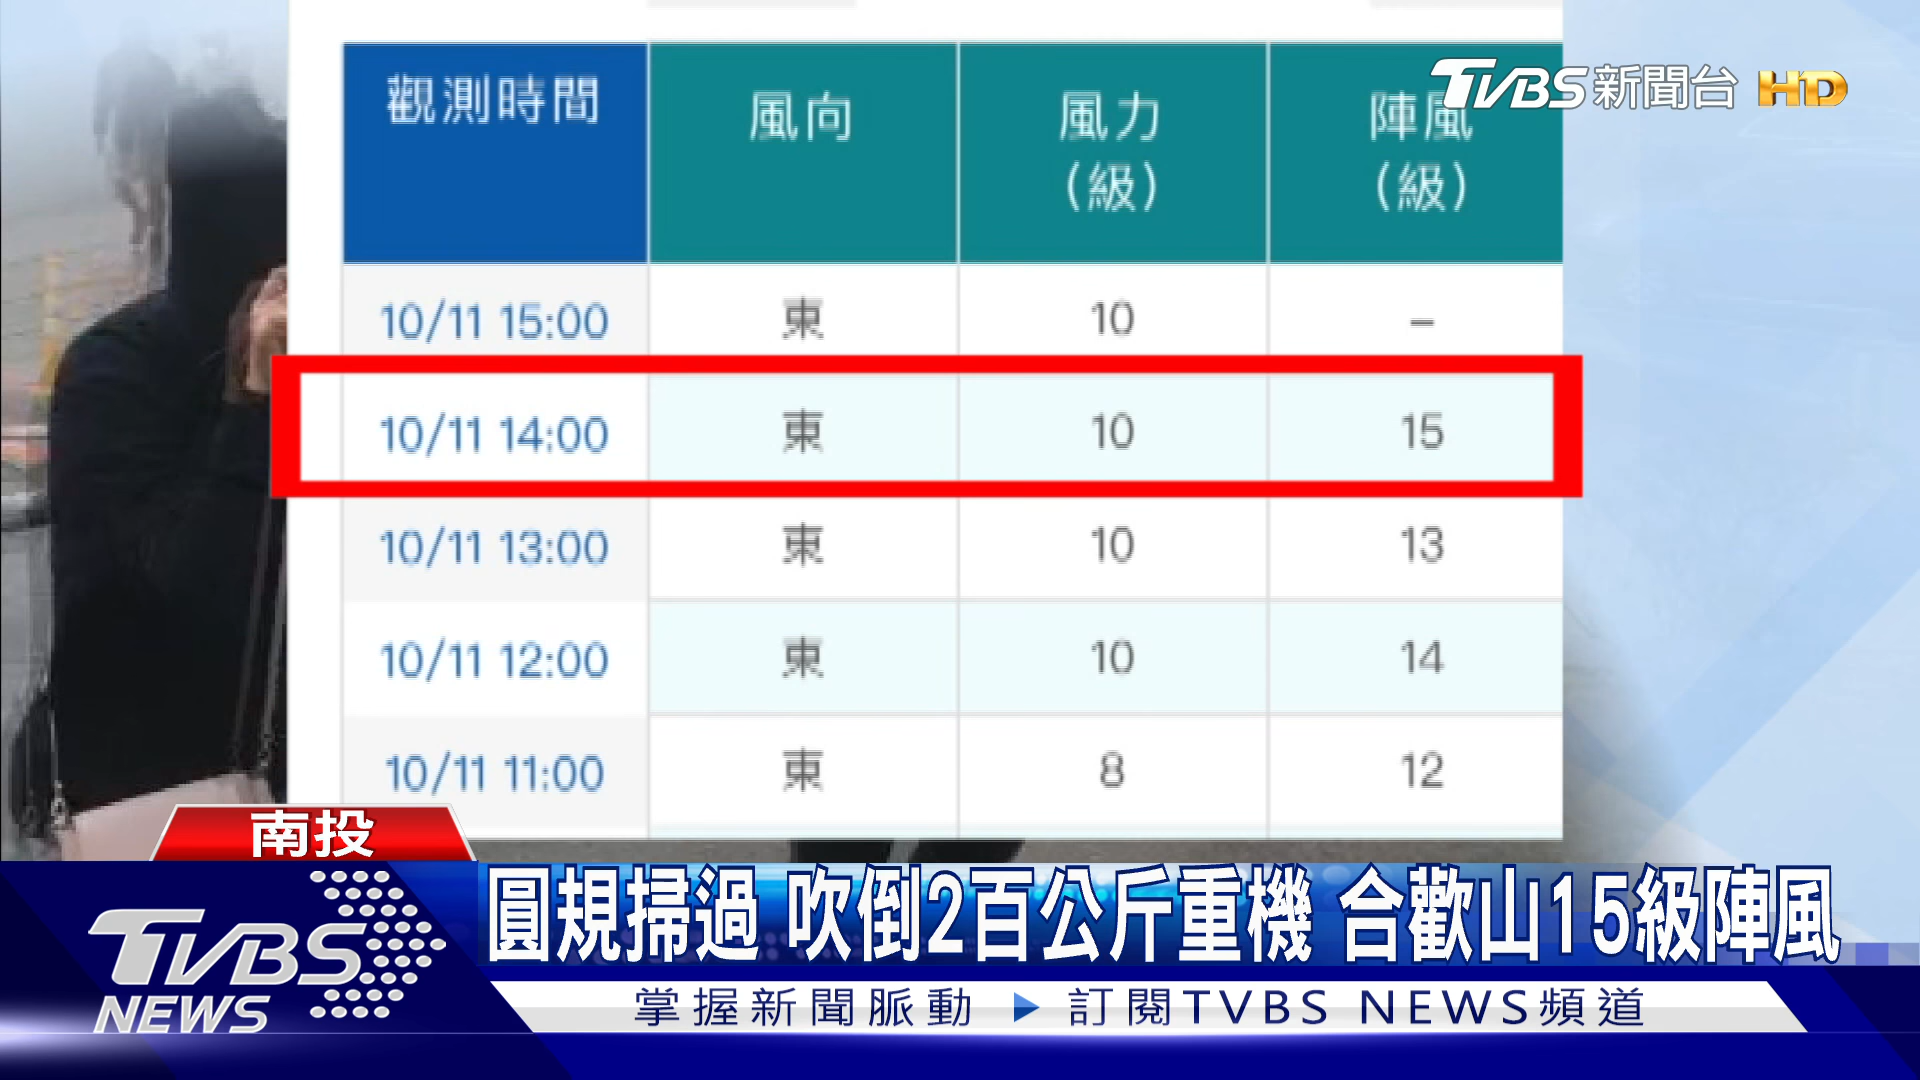 TVBS新聞台 HD
觀測時間 風向 風力(級) 陣風(級)
10/11 15:00 東 10 –
10/11 14:00 東 10 15
10/11 13:00 東 10 13
10/11 12:00 東 10 14
10/11 11:00 東 8 12
南投
圓規掃過 吹倒2百公斤重機 合歡山15級陣風
TVBS NEWS
掌握新聞脈動 ▶ 訂閱TVBS NEWS頻道